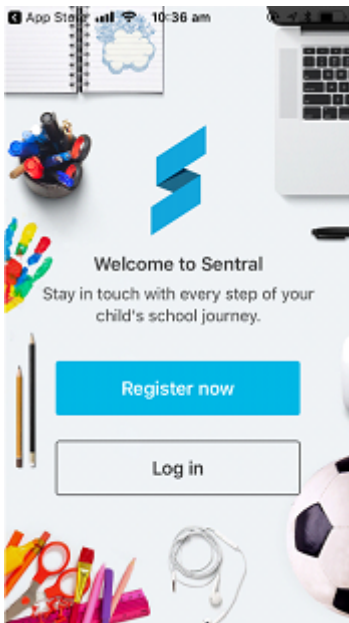 App Store 10:36 am
Welcome to Sentral
Stay in touch with every step of your
child's school journey.
Register now
Log in